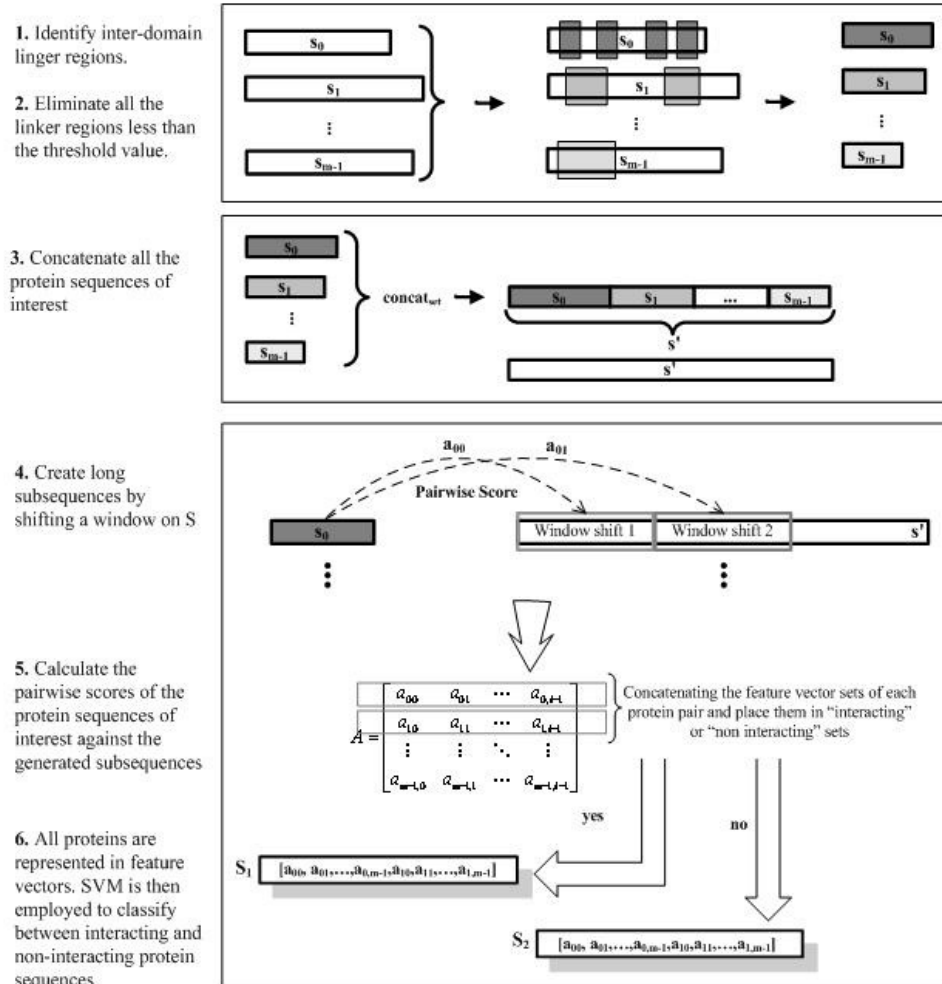 1. Identify inter-domain
linger regions.
2. Eliminate all the
linker regions less than
the threshold value.
s0
s1
⋮
sm-1
s0
s1
⋮
sm-1
s0
s1
⋮
sm-1
3. Concatenate all the
protein sequences of
interest
s0
s1
⋮
sm-1
concatset
s0 s1 ... sm-1
s'
s'
4. Create long
subsequences by
shifting a window on S
a00 a01
Pairwise Score
s0 Window shift 1 Window shift 2 s'
⋮ ⋮
5. Calculate the
pairwise scores of the
protein sequences of
interest against the
generated subsequences
A =
a00 a01 ⋯
a10 a11 ⋯
⋮ ⋮ ⋱ ⋮
am-1,0 am-1,1 ⋯
Concatenating the feature vector sets of each
protein pair and place them in “interacting”
or “non interacting” sets
yes
no
6. All proteins are
represented in feature
vectors. SVM is then
employed to classify
between interacting and
non-interacting protein
sequences
S1 [a00, a01,...,a0,m-1,a10,a11,...,a1,m-1]
S2 [a00, a01,...,a0,m-1,a10,a11,...,a1,m-1]